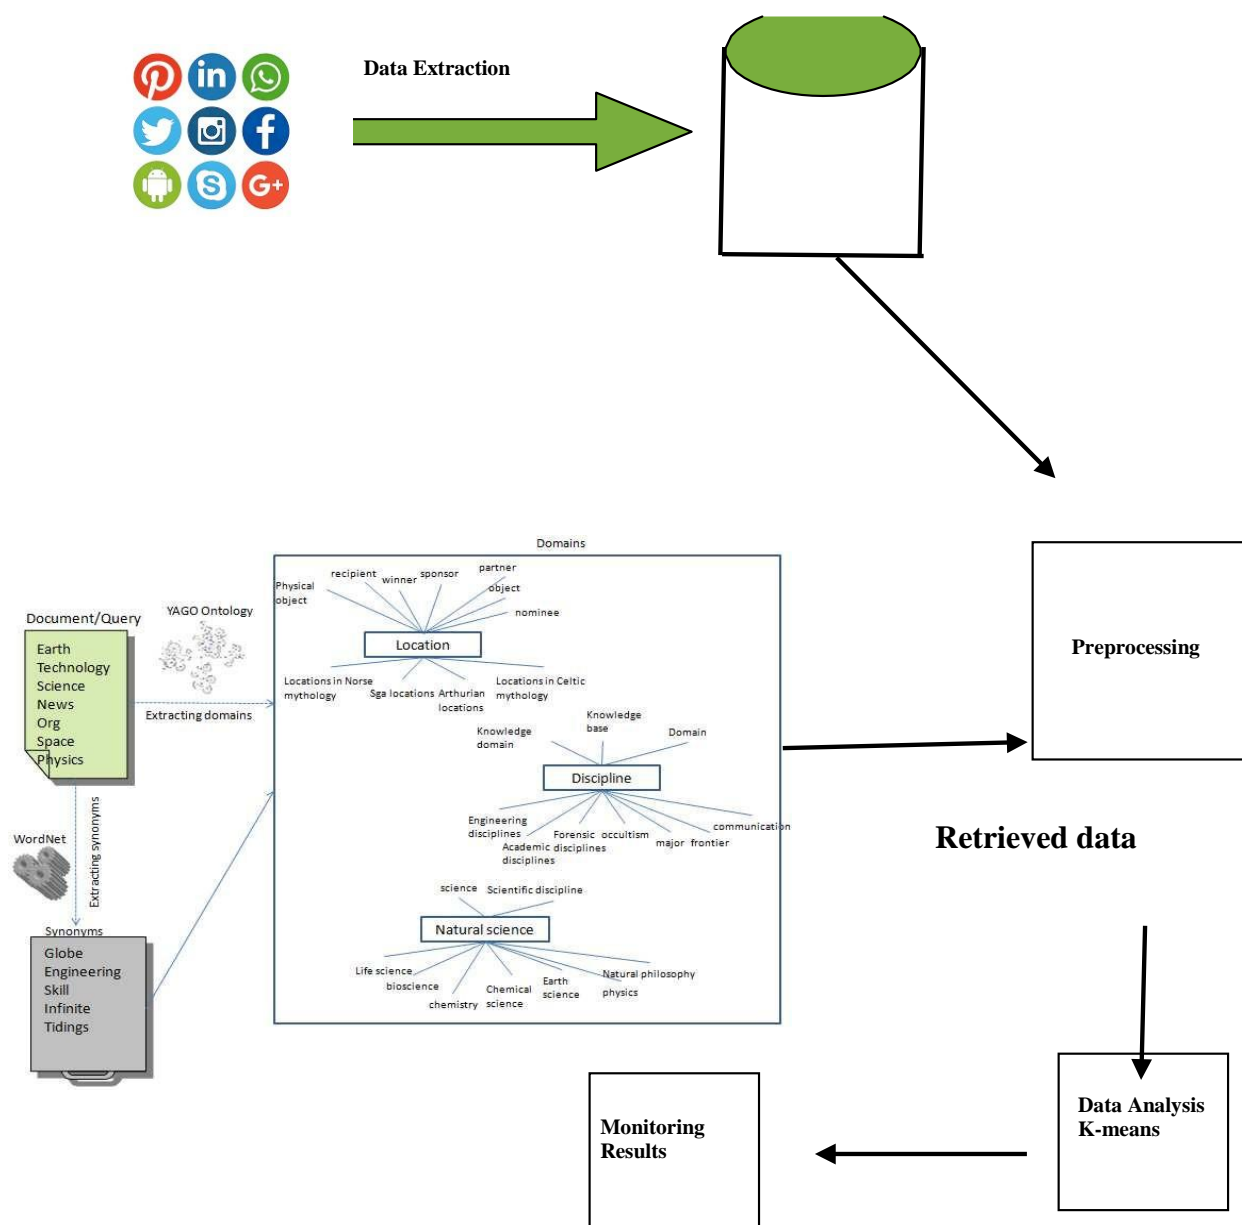 in
f
G+
Data Extraction
Domains
Physical
object
recipient
winner
sponsor
partner
object
nominee
Location
Locations in Norse
mythology
Sga locations
Arthurian
locations
Locations in Celtic
mythology
Document/Query
Earth
Technology
Science
News
Org
Space
Physics
YAGO Ontology
Extracting domains
WordNet
Extracting synonyms
Synonyms
Globe
Engineering
Skill
Infinite
Tidings
Knowledge
domain
Knowledge
base
Domain
Discipline
Engineering
disciplines
Academic
disciplines
Forensic
disciplines
occultism
major
frontier
communication
science
Scientific discipline
Natural science
Life science
bioscience
chemistry
Chemical
science
Earth
science
Natural philosophy
physics
Preprocessing
Retrieved data
Data Analysis
K-means
Monitoring
Results